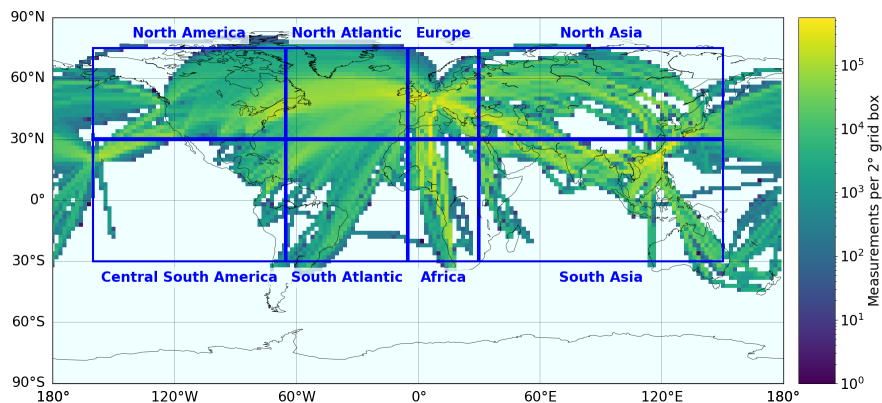 90°N
60°N
30°N
0°
30°S
60°S
90°S
180°
120°W
60°W
0°
60°E
120°E
180°
North America
North Atlantic
Europe
North Asia
Central South America
South Atlantic
Africa
South Asia
10⁵
10⁴
10³
10²
10¹
10⁰
Measurements per 2° grid box